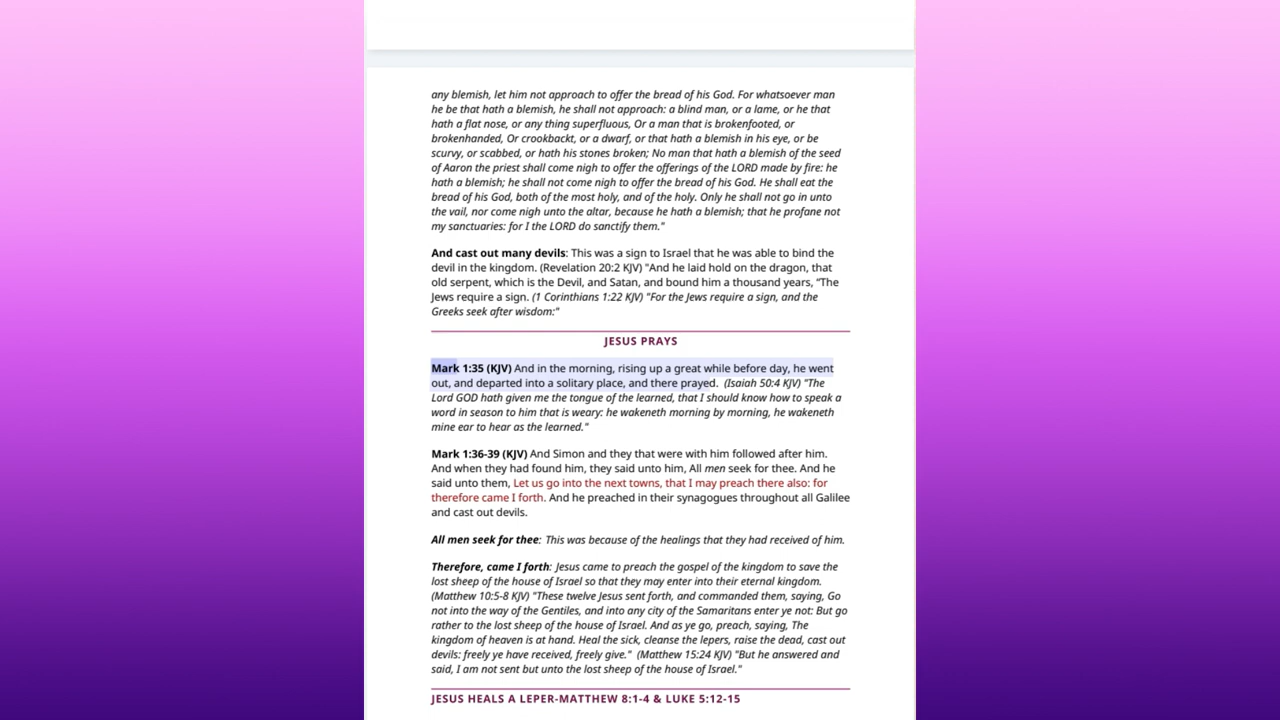 any blemish, let him not approach to offer the bread of his God. For whatsoever man
he be that hath a blemish, he shall not approach: a blind man, or a lame, or he that
hath a flat nose, or any thing superfluous, Or a man that is brokenfooted, or
brokenhanded, Or crookbackt, or a dwarf, or that hath a blemish in his eye, or be
scurvy, or scabbed, or hath his stones broken; No man that hath a blemish of the seed
of Aaron the priest shall come nigh to offer the offerings of the LORD made by fire: he
hath a blemish; he shall not come nigh to offer the bread of his God. He shall eat the
bread of his God, both of the most holy, and of the holy. Only he shall not go in unto
the vail, nor come nigh unto the altar, because he hath a blemish; that he profane not
my sanctuaries: for I the LORD do sanctify them."
And cast out many devils: This was a sign to Israel that he was able to bind the
devil in the kingdom. (Revelation 20:2 KJV) "And he laid hold on the dragon, that
old serpent, which is the Devil, and Satan, and bound him a thousand years, “The
Jews require a sign. (1 Corinthians 1:22 KJV) "For the Jews require a sign, and the
Greeks seek after wisdom:"
JESUS PRAYS
Mark 1:35 (KJV) And in the morning, rising up a great while before day, he went
out, and departed into a solitary place, and there prayed. (Isaiah 50:4 KJV) "The
Lord GOD hath given me the tongue of the learned, that I should know how to speak a
word in season to him that is weary: he wakeneth morning by morning, he wakeneth
mine ear to hear as the learned."
Mark 1:36-39 (KJV) And Simon and they that were with him followed after him.
And when they had found him, they said unto him, All men seek for thee. And he
said unto them, Let us go into the next towns, that I may preach there also: for
therefore came I forth. And he preached in their synagogues throughout all Galilee
and cast out devils.
All men seek for thee: This was because of the healings that they had received of him.
Therefore, came I forth: Jesus came to preach the gospel of the kingdom to save the
lost sheep of the house of Israel so that they may enter into their eternal kingdom.
(Matthew 10:5-8 KJV) "These twelve Jesus sent forth, and commanded them, saying, Go
not into the way of the Gentiles, and into any city of the Samaritans enter ye not: But go
rather to the lost sheep of the house of Israel. And as ye go, preach, saying, The
kingdom of heaven is at hand. Heal the sick, cleanse the lepers, raise the dead, cast out
devils: freely ye have received, freely give." (Matthew 15:24 KJV) "But he answered and
said, I am not sent but unto the lost sheep of the house of Israel."
JESUS HEALS A LEPER-MATTHEW 8:1-4 & LUKE 5:12-15